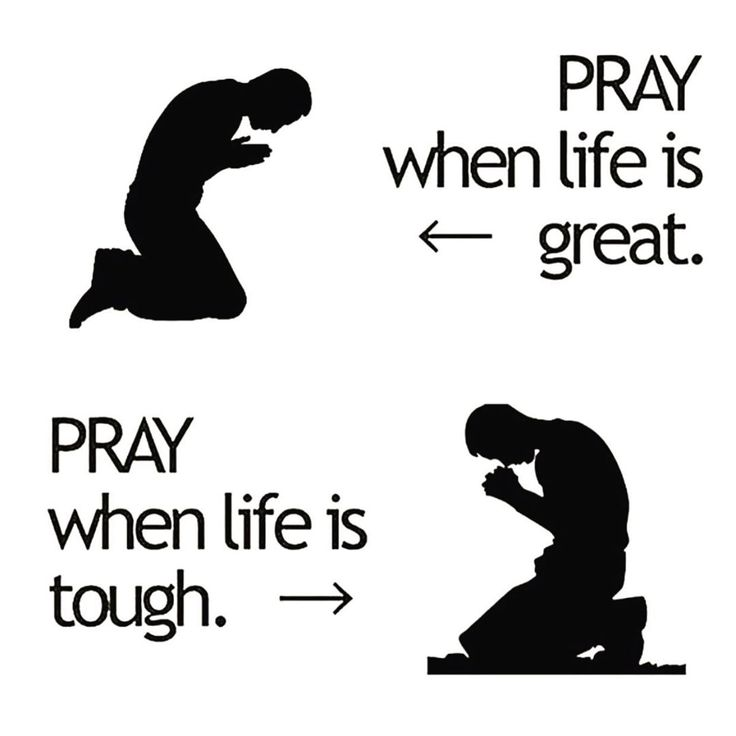 PRAY
when life is
← great.
PRAY
when life is
tough. →